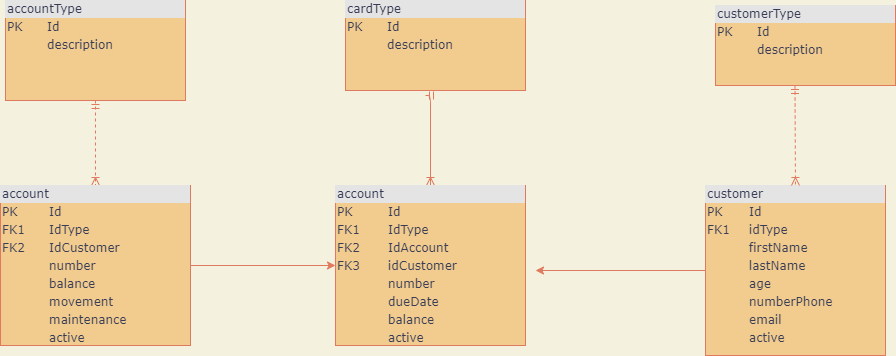 accountType
PK Id
description
cardType
PK Id
description
customerType
PK Id
description
account
PK Id
FK1 IdType
FK2 IdCustomer
number
balance
movement
maintenance
active
account
PK Id
FK1 IdType
FK2 IdAccount
FK3 idCustomer
number
dueDate
balance
active
customer
PK Id
FK1 idType
firstName
lastName
age
numberPhone
email
active